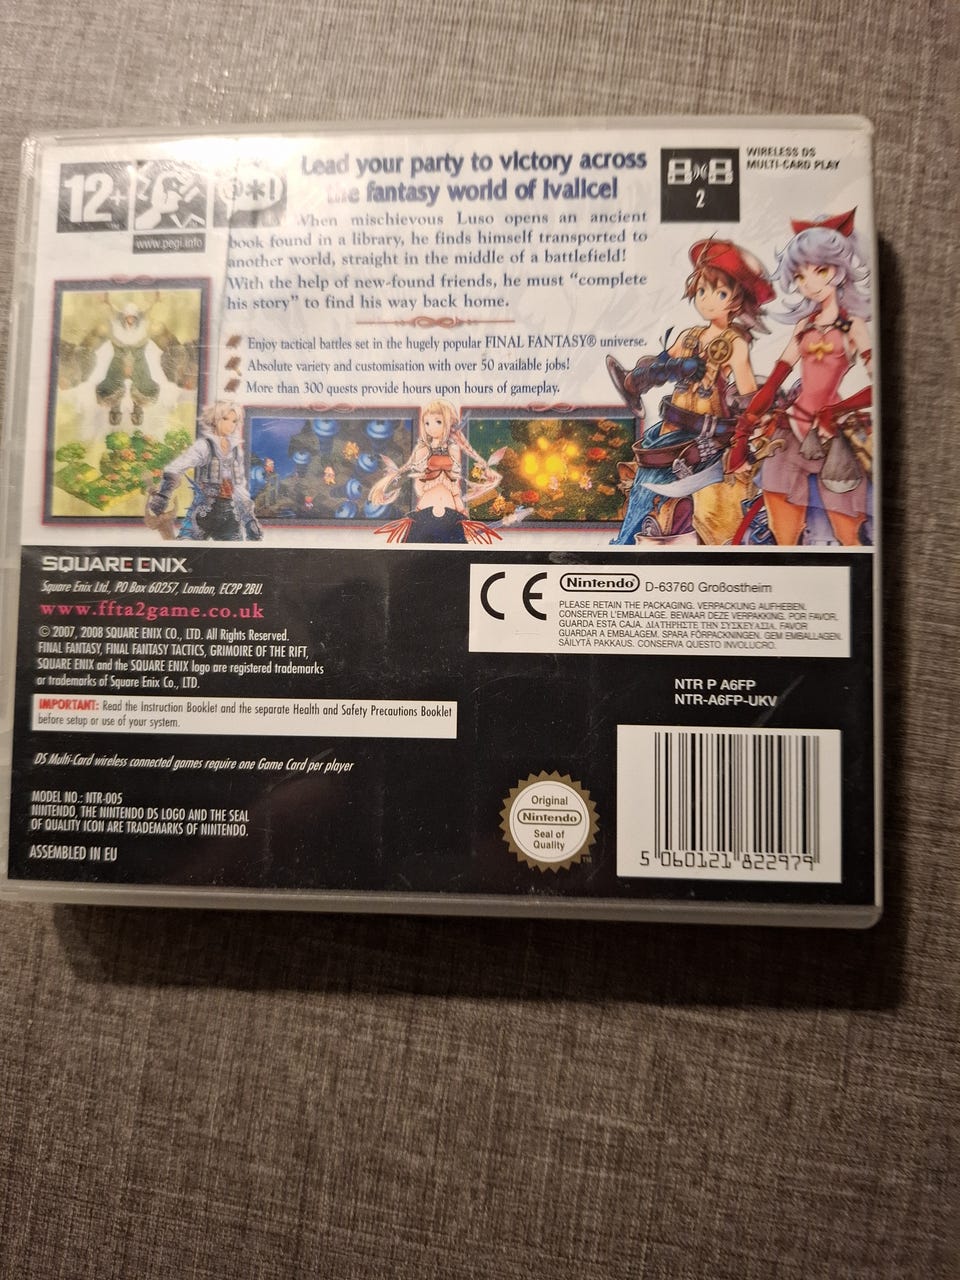 12+
www.pegi.info
@*!
Lead your party to victory across
the fantasy world of Ivalice!
When mischievous Luso opens an ancient
book found in a library, he finds himself transported to
another world, straight in the middle of a battlefield!
With the help of new-found friends, he must “complete
his story” to find his way back home.
Enjoy tactical battles set in the hugely popular FINAL FANTASY® universe.
Absolute variety and customisation with over 50 available jobs!
More than 300 quests provide hours upon hours of gameplay.
2
WIRELESS DS
MULTI-CARD PLAY
SQUARE ENIX.
Square Enix Ltd., PO Box 60257, London, EC2P 2BU.
www.ffta2game.co.uk
© 2007, 2008 SQUARE ENIX CO., LTD. All Rights Reserved.
FINAL FANTASY, FINAL FANTASY TACTICS, GRIMOIRE OF THE RIFT,
SQUARE ENIX and the SQUARE ENIX logo are registered trademarks
or trademarks of Square Enix Co., LTD.
IMPORTANT: Read the Instruction Booklet and the separate Health and Safety Precautions Booklet
before setup or use of your system.
DS Multi-Card wireless connected games require one Game Card per player
MODEL NO.: NTR-005
NINTENDO, THE NINTENDO DS LOGO AND THE SEAL
OF QUALITY ICON ARE TRADEMARKS OF NINTENDO.
ASSEMBLED IN EU
CE Nintendo® D-63760 Großostheim
PLEASE RETAIN THE PACKAGING. VERPACKUNG AUFHEBEN.
CONSERVER L'EMBALLAGE. BEWAAR DEZE VERPAKKING. POR FAVOR,
GUARDA ESTA CAJA. ΔΙΑΤΗΡΗΣΤΕ ΤΗΝ ΣΥΣΚΕΥΑΣΙΑ. FAVOR
GUARDAR A EMBALAGEM. SPARA FÖRPACKNINGEN. GEM EMBALLAGEN.
SÄILYTÄ PAKKAUS. CONSERVA QUESTO INVOLUCRO.
NTR P A6FP
NTR-A6FP-UKV
Original
Nintendo
Seal of
Quality
TM
5 060121 822979